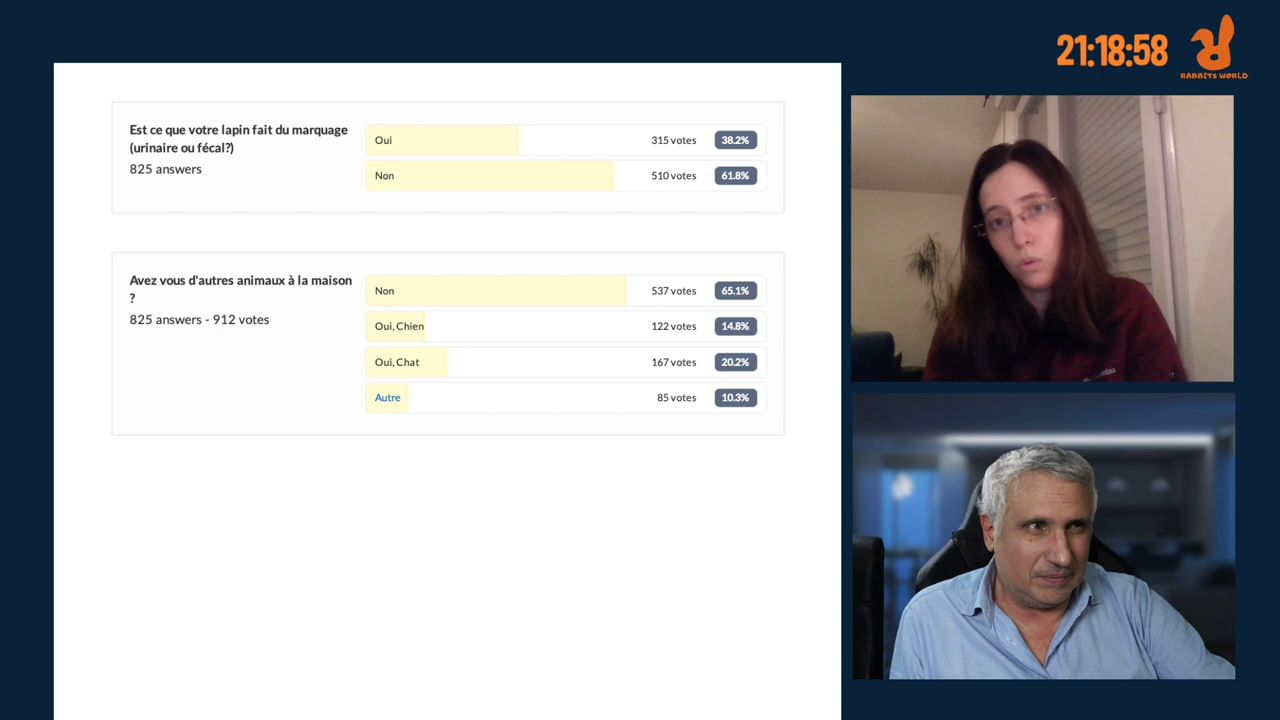 21:18:58
RABBITS WORLD
Est ce que votre lapin fait du marquage
(urinaire ou fécal?)
825 answers
Oui 315 votes 38.2%
Non 510 votes 61.8%
Avez vous d'autres animaux à la maison
?
825 answers - 912 votes
Non 537 votes 65.1%
Oui, Chien 122 votes 14.8%
Oui, Chat 167 votes 20.2%
Autre 85 votes 10.3%